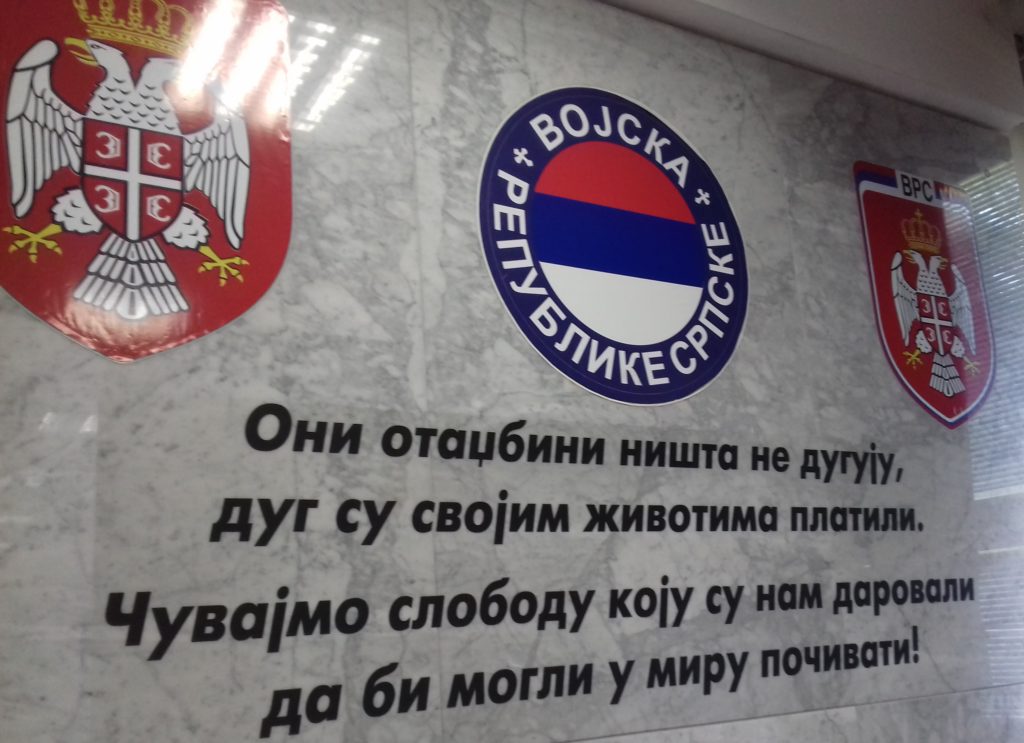 ВОЈСКА
РЕПУБЛИКЕ СРПСКЕ
ВРС
Они отаџбини ништа не дугују,
дуг су својим животима платили.
Чувајмо слободу коју су нам даровали
да би могли у миру почивати!